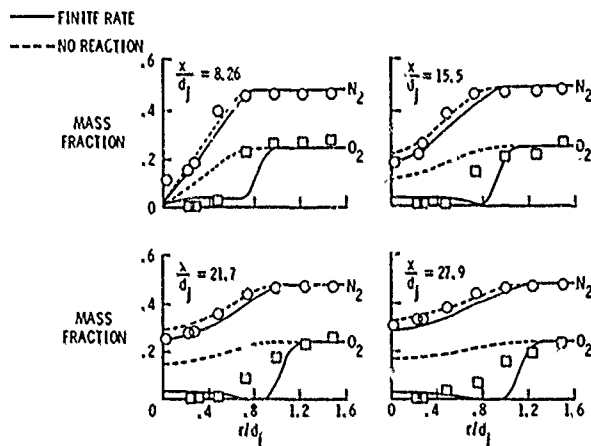 FINITE RATE
NO REACTION
x/dj = 8.26
x/dj = 15.5
.6
.4
.2
0
MASS FRACTION
N2
O2
N2
O2
x/dj = 21.7
x/dj = 27.9
.6
.4
.2
MASS FRACTION
N2
O2
N2
O2
0 .4 .8 1.2 1.6
0 .4 .8 1.2 1.6
r/dj
r/dj